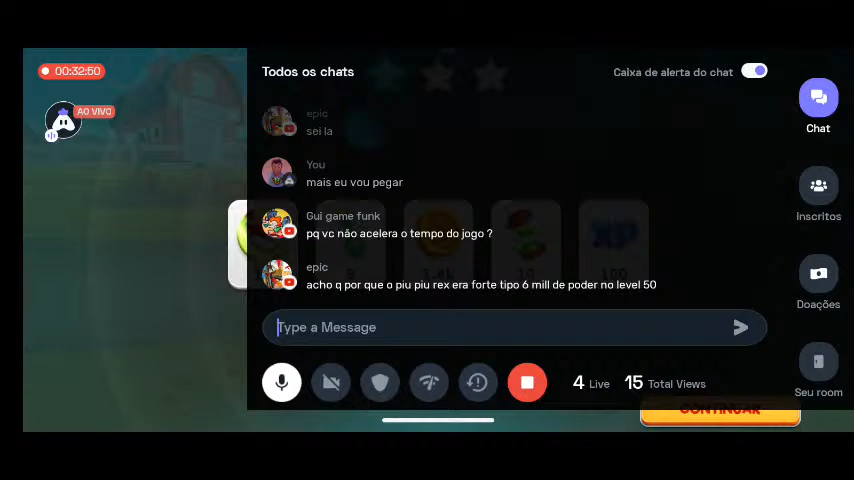 00:32:50
AO VIVO
Todos os chats
Caixa de alerta do chat
epic
sei la
You
mais eu vou pegar
Gui game funk
pq vc não acelera o tempo do jogo ?
epic
acho q por que o piu piu rex era forte tipo 6 mill de poder no level 50
Type a Message
4 Live
15 Total Views
Chat
Inscritos
Doações
Seu room
XP
100
CONTINUAR